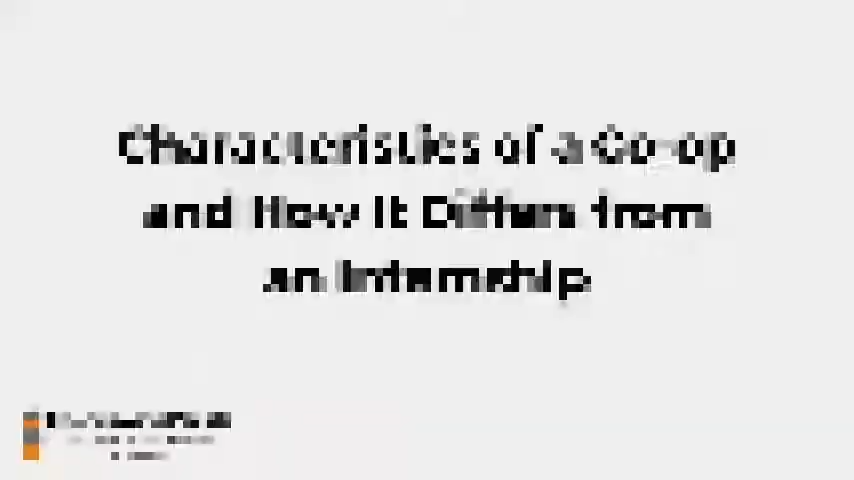 Characteristics of a Co-op
and How It Differs from
an Internship